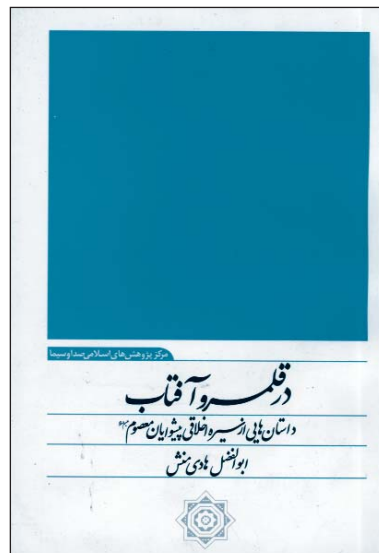 مرکز پژوهش‌های اسلامی صدا و سیما
در قلمرو آفتاب
داستان‌هایی از سیره اخلاقی پیشوایان معصوم
ابوالفضل هادی منش